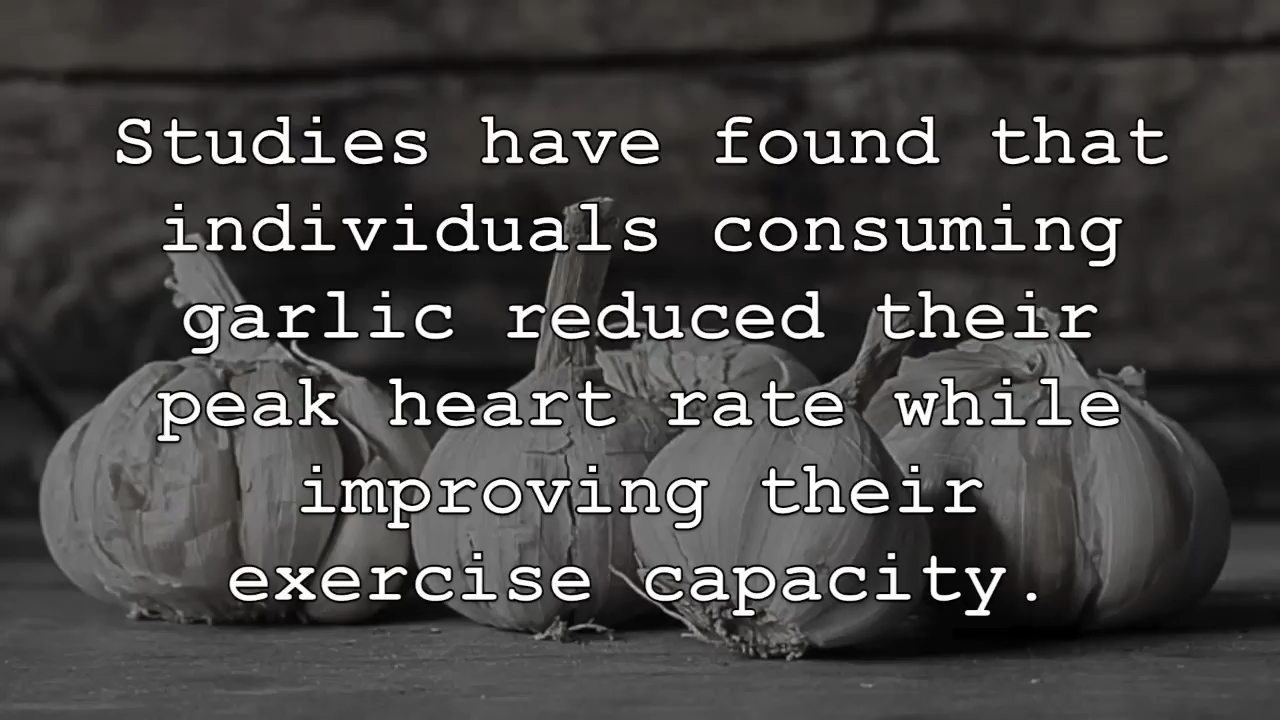 Studies have found that
individuals consuming
garlic reduced their
peak heart rate while
improving their
exercise capacity.